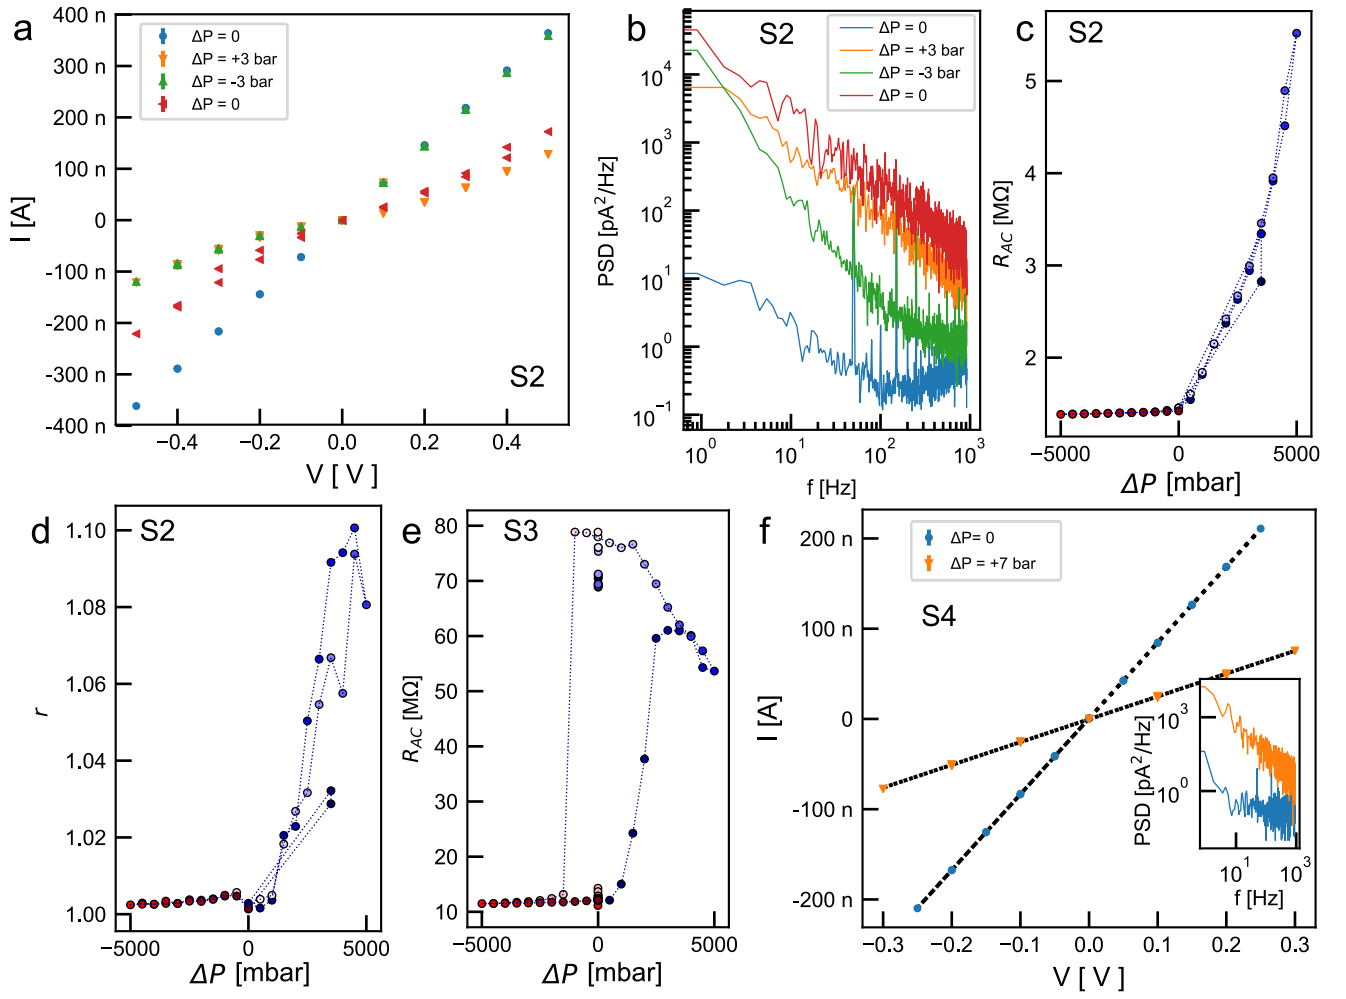 a
ΔP = 0
ΔP = +3 bar
ΔP = -3 bar
ΔP = 0
400 n
300 n
200 n
100 n
0
-100 n
-200 n
-300 n
-400 n
I [A]
S2
−0.4
−0.2
0.0
0.2
0.4
V [ V ]
b
S2
ΔP = 0
ΔP = +3 bar
ΔP = -3 bar
ΔP = 0
10⁴
10³
10²
10¹
10⁰
10⁻¹
PSD [pA²/Hz]
10⁰
10¹
10²
10³
f [Hz]
c
S2
5
4
3
2
R_AC [MΩ]
−5000
0
5000
ΔP [mbar]
d
S2
1.10
1.08
1.06
1.04
1.02
1.00
r
−5000
0
5000
ΔP [mbar]
e
S3
80
70
60
50
40
30
20
10
R_AC [MΩ]
−5000
0
5000
ΔP [mbar]
f
ΔP= 0
ΔP = +7 bar
S4
200 n
100 n
0
-100 n
-200 n
I [A]
−0.3
−0.2
−0.1
0.0
0.1
0.2
0.3
V [ V ]
10³
10⁰
PSD [pA²/Hz]
10¹
10³
f [Hz]